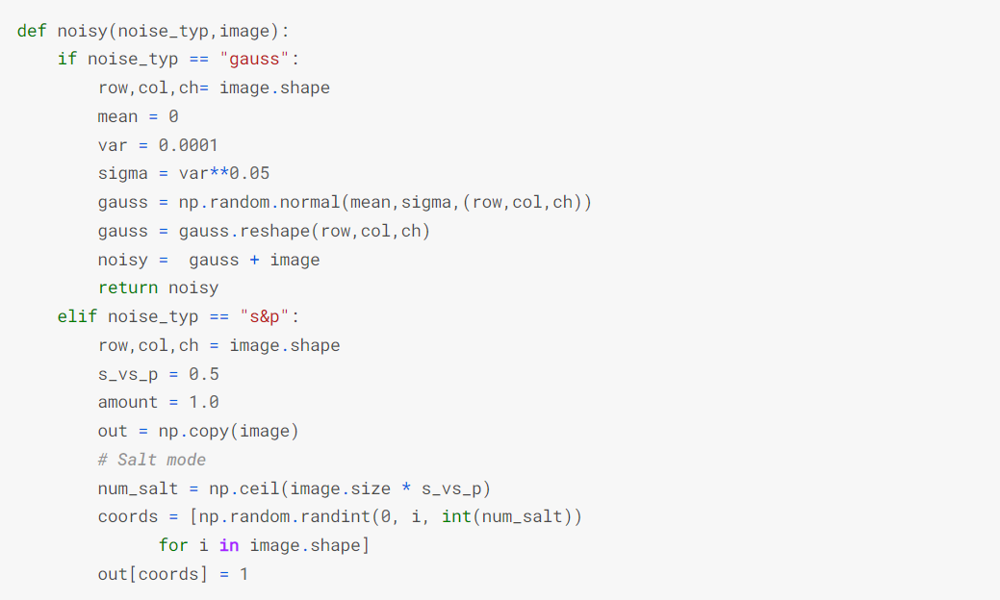 def noisy(noise_typ,image):
    if noise_typ == "gauss":
        row,col,ch= image.shape
        mean = 0
        var = 0.0001
        sigma = var**0.05
        gauss = np.random.normal(mean,sigma,(row,col,ch))
        gauss = gauss.reshape(row,col,ch)
        noisy =  gauss + image
        return noisy
    elif noise_typ == "s&p":
        row,col,ch = image.shape
        s_vs_p = 0.5
        amount = 1.0
        out = np.copy(image)
        # Salt mode
        num_salt = np.ceil(image.size * s_vs_p)
        coords = [np.random.randint(0, i, int(num_salt))
              for i in image.shape]
        out[coords] = 1